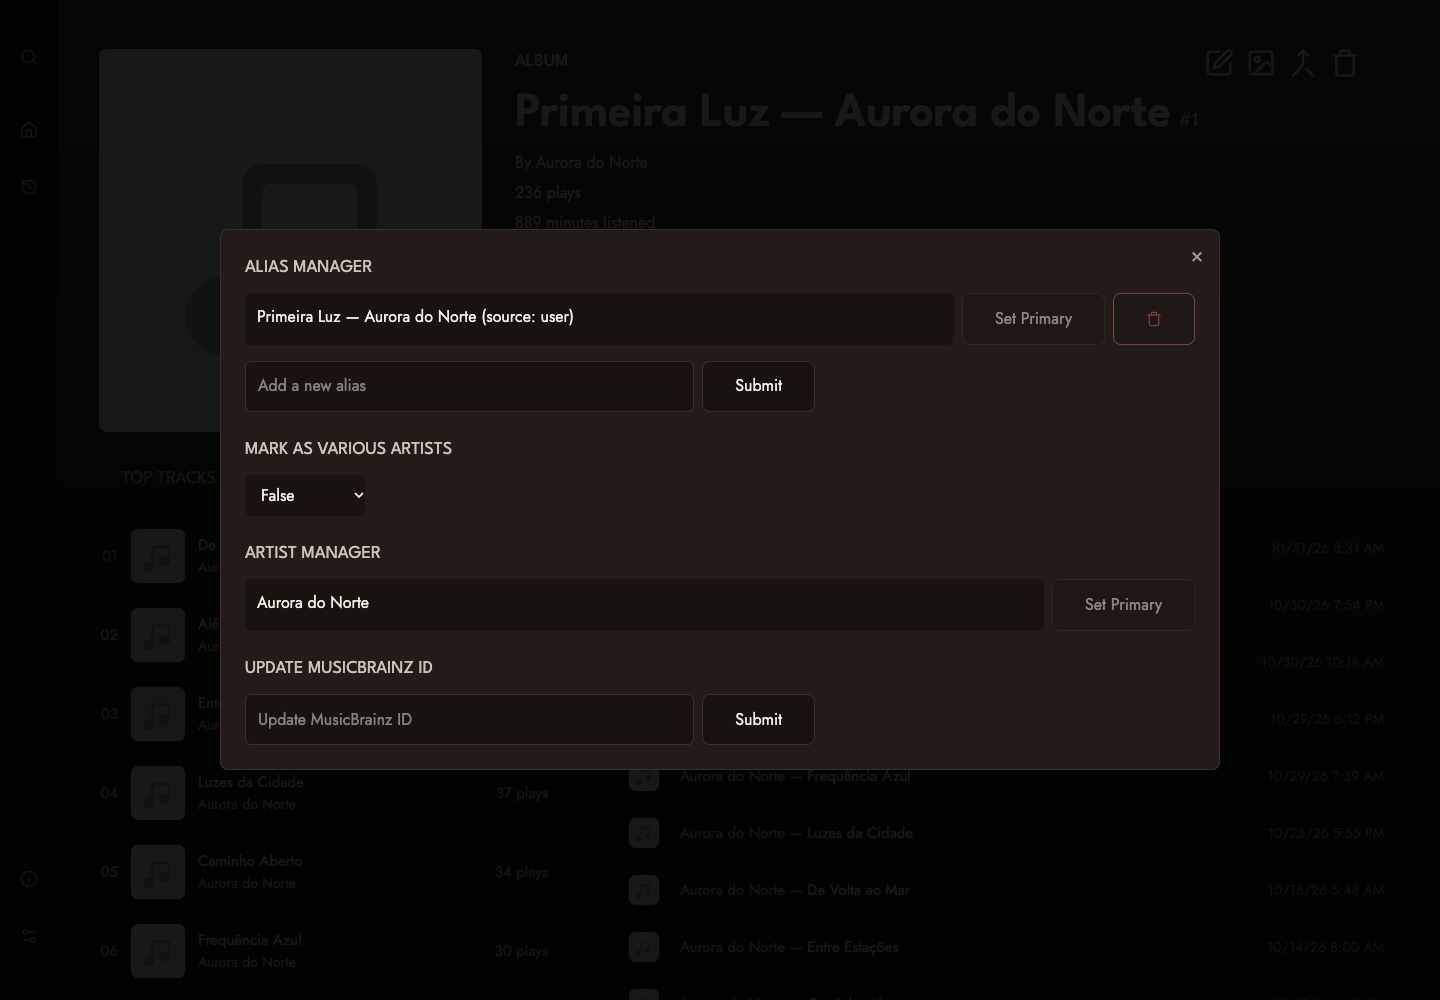 ALBUM
Primeira Luz — Aurora do Norte #1
By Aurora do Norte
236 plays
889 minutes listened
ALIAS MANAGER
×
Primeira Luz — Aurora do Norte (source: user)
Set Primary
Add a new alias
Submit
MARK AS VARIOUS ARTISTS
False
ARTIST MANAGER
Aurora do Norte
Set Primary
UPDATE MUSICBRAINZ ID
Update MusicBrainz ID
Submit
TOP TRACKS
01
De
02
03
04
Luzes da Cidade
Aurora do Norte
37 plays
05
Caminho Aberto
Aurora do Norte
34 plays
06
Frequência Azul
Aurora do Norte
30 plays
10/31/26 8:31 AM
10/30/26 7:54 PM
10/30/26 10:18 AM
10/29/26 6:12 PM
Aurora do Norte — Frequência Azul
10/29/26 7:39 AM
Aurora do Norte — Luzes da Cidade
10/25/26 5:55 PM
Aurora do Norte — De Volta ao Mar
10/16/26 5:48 AM
Aurora do Norte — Entre Estações
10/14/26 8:00 AM